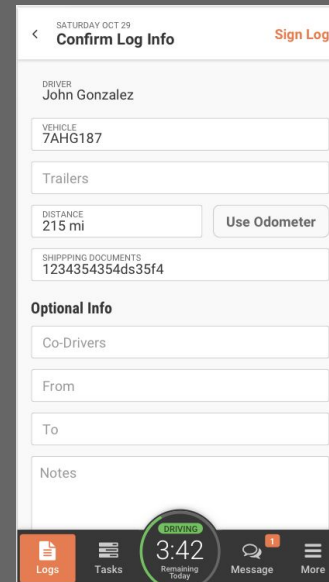 SATURDAY OCT 29
Confirm Log Info
Sign Log
DRIVER
John Gonzalez
VEHICLE
7AHG187
Trailers
DISTANCE
215 mi
Use Odometer
SHIPPPING DOCUMENTS
1234354354ds35f4
Optional Info
Co-Drivers
From
To
Notes
DRIVING
3:42
Remaining
Today
Logs
Tasks
1
Message
More